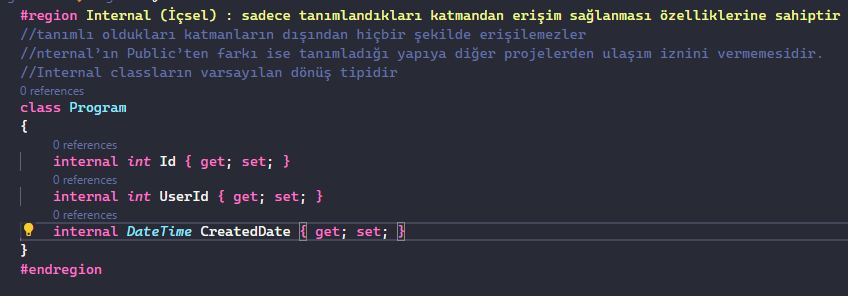 #region Internal (İçsel) : sadece tanımlandıkları katmandan erişim sağlanması özelliklerine sahiptir
//tanımlı oldukları katmanların dışından hiçbir şekilde erişilemezler
//nternal’ın Public’ten farkı ise tanımladığı yapıya diğer projelerden ulaşım iznini vermemesidir.
//Internal classların varsayılan dönüş tipidir
0 references
class Program
{
0 references
internal int Id { get; set; }
0 references
internal int UserId { get; set; }
0 references
internal DateTime CreatedDate { get; set; }
}
#endregion